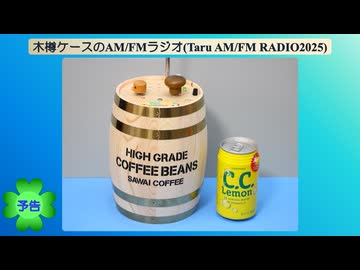 木樽ケースのAM/FMラジオ(Taru AM/FM RADIO2025)
HIGH GRADE
COFFEE BEANS
SAWAI COFFEE
C.C.
Lemon
予告